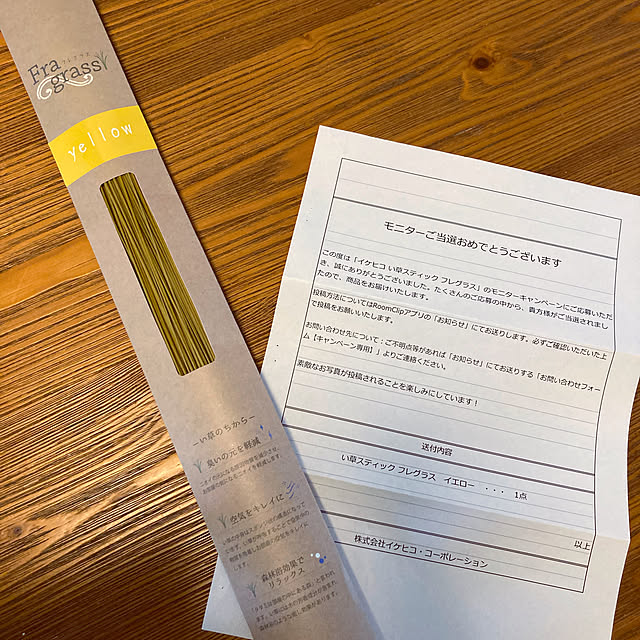 Fra
フレグラス
grass
yellow
－い草のちから－
臭いの元を軽減
空気をキレイに
森林浴効果で
リラックス
モニターご当選おめでとうございます
この度は「イケヒコ い草スティック フレグラス」のモニターキャンペーンにご応募いただ
き、誠にありがとうございました。たくさんのご応募の中から、貴方様がご当選されまし
たので、商品をお届けいたします。
投稿方法についてはRoomClipアプリの「お知らせ」にてお送りします。必ずご確認いただいた上
で投稿をお願いいたします。
お問い合わせ先について：ご不明点等があれば「お知らせ」にてお送りする「お問い合わせフォー
ム【キャンペーン専用】」よりご連絡ください。
素敵なお写真が投稿されることを楽しみにしています！
送付内容
い草スティック フレグラス　イエロー　・・・　1点
以上
株式会社イケヒコ・コーポレーション